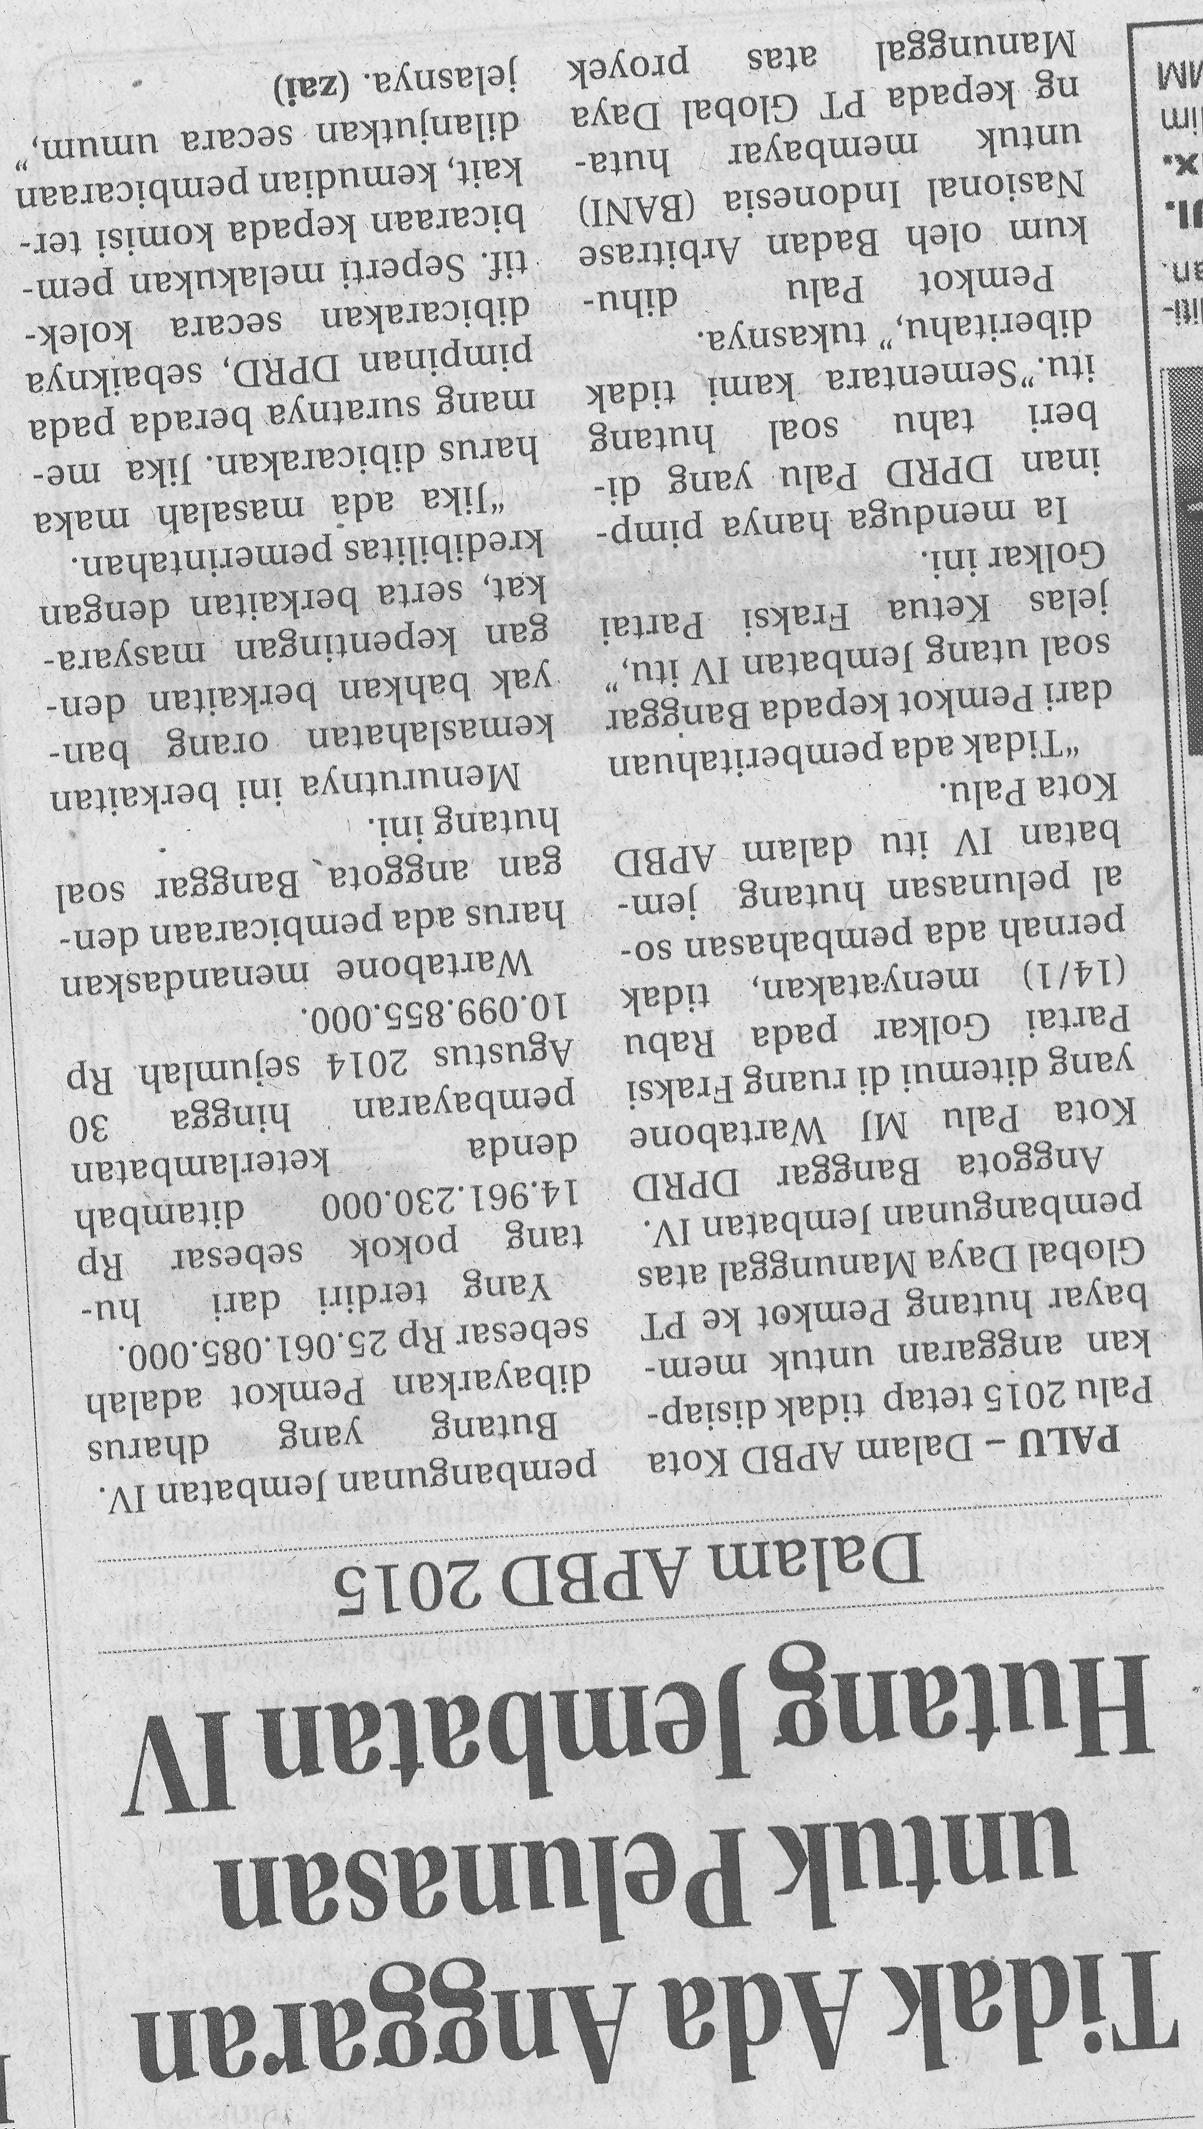 Tidak Ada Anggaran
untuk Pelunasan
Hutang Jembatan IV
Dalam APBD 2015
PALU – Dalam APBD Kota
Palu 2015 tetap tidak disiap-
kan anggaran untuk mem-
bayar hutang Pemkot ke PT
Global Daya Manunggal atas
pembangunan Jembatan IV.
Anggota Banggar DPRD
Kota Palu MJ Wartabone
yang ditemui di ruang Fraksi
Partai Golkar pada Rabu
(14/1) menyatakan, tidak
pernah ada pembahasan so-
al pelunasan hutang jem-
batan IV itu dalam APBD
Kota Palu.
“Tidak ada pemberitahuan
dari Pemkot kepada Banggar
soal utang Jembatan IV itu,”
jelas Ketua Fraksi Partai
Golkar ini.
Ia menduga hanya pimp-
inan DPRD Palu yang di-
beri tahu soal hutang
itu.“Sementara kami tidak
diberitahu,” tukasnya.
Pemkot Palu dihu-
kum oleh Badan Arbitrase
Nasional Indonesia (BANI)
untuk membayar huta-
ng kepada PT Global Daya
Manunggal atas proyek
pembangunan Jembatan IV.
Butang yang dharus
dibayarkan Pemkot adalah
sebesar Rp 25.061.085.000.
Yang terdiri dari hu-
tang pokok sebesar Rp
14.961.230.000 ditambah
denda keterlambatan
pembayaran hingga 30
Agustus 2014 sejumlah Rp
10.099.855.000.
Wartabone menandaskan
harus ada pembicaraan den-
gan anggota Banggar soal
hutang ini.
Menurutnya ini berkaitan
kemaslahatan orang ban-
yak bahkan berkaitan den-
gan kepentingan masyara-
kat, serta berkaitan dengan
kredibilitas pemerintahan.
“Jika ada masalah maka
harus dibicarakan. Jika me-
mang suratnya berada pada
pimpinan DPRD, sebaiknya
dibicarakan secara kolek-
tif. Seperti melakukan pem-
bicaraan kepada komisi ter-
kait, kemudian pembicaraan
dilanjutkan secara umum,”
jelasnya. (zai)